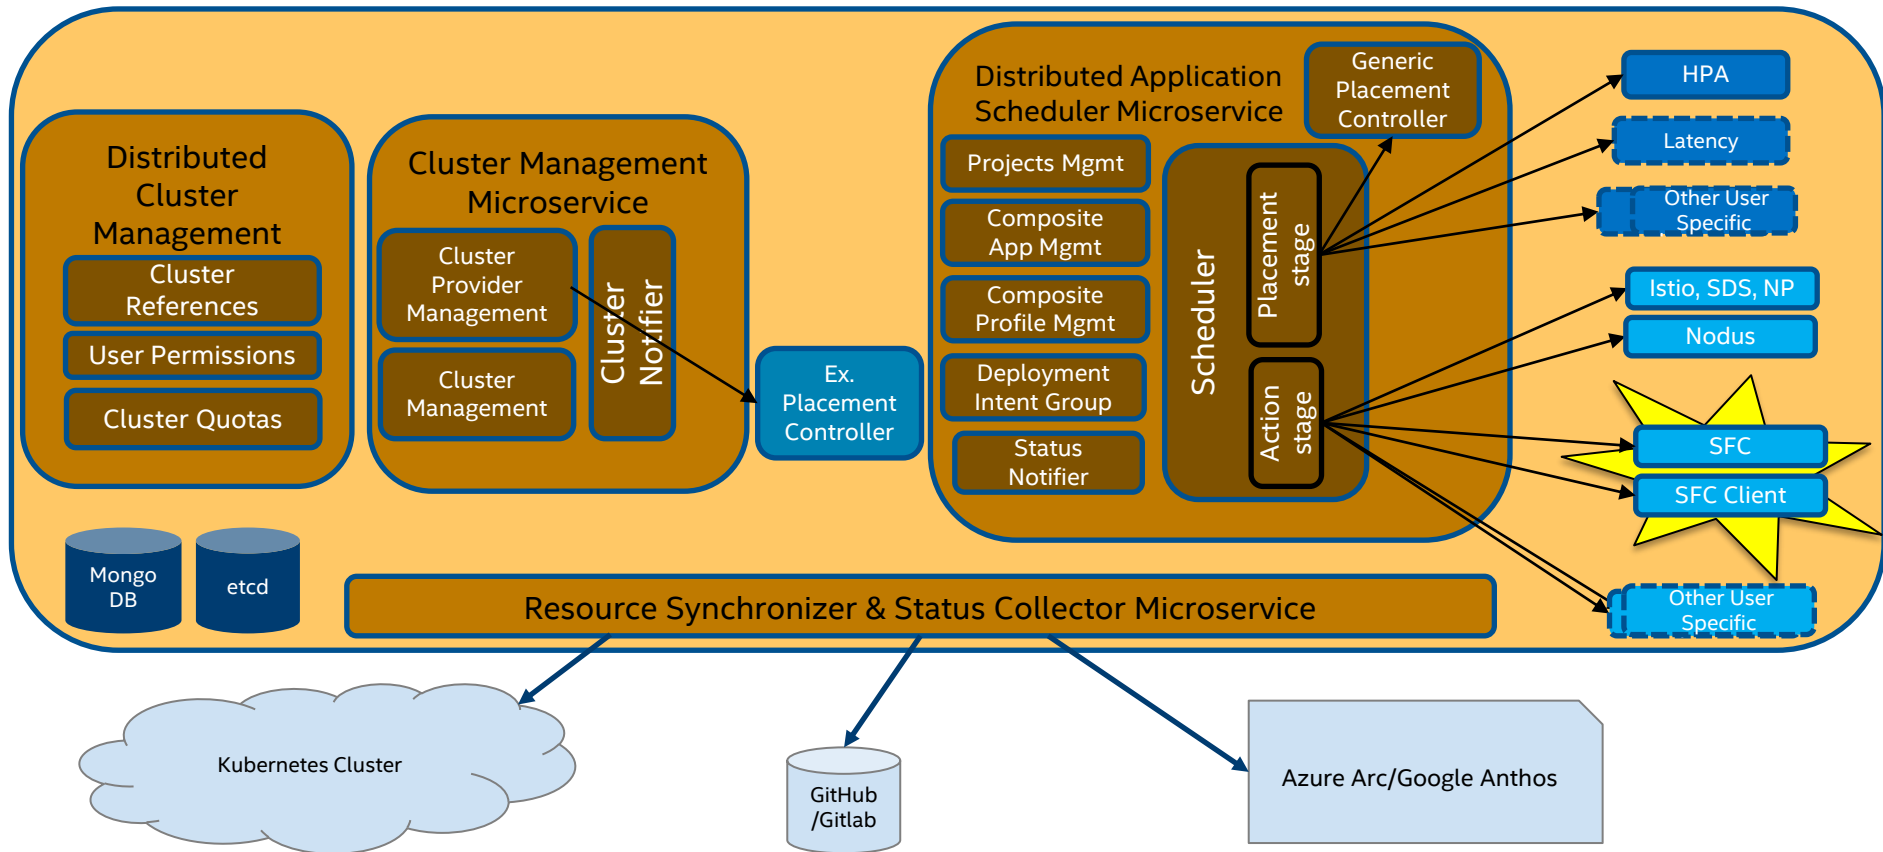 Distributed
Cluster
Management
Cluster
References
User Permissions
Cluster Quotas
Cluster Management
Microservice
Cluster
Provider
Management
Cluster
Management
Cluster
Notifier
Ex.
Placement
Controller
Distributed Application
Scheduler Microservice
Generic
Placement
Controller
Projects Mgmt
Composite
App Mgmt
Composite
Profile Mgmt
Deployment
Intent Group
Status
Notifier
Scheduler
Placement
stage
Action
stage
HPA
Latency
Other User
Specific
Istio, SDS, NP
Nodus
SFC
SFC Client
Other User
Specific
Mongo
DB
etcd
Resource Synchronizer & Status Collector Microservice
Kubernetes Cluster
GitHub
/Gitlab
Azure Arc/Google Anthos